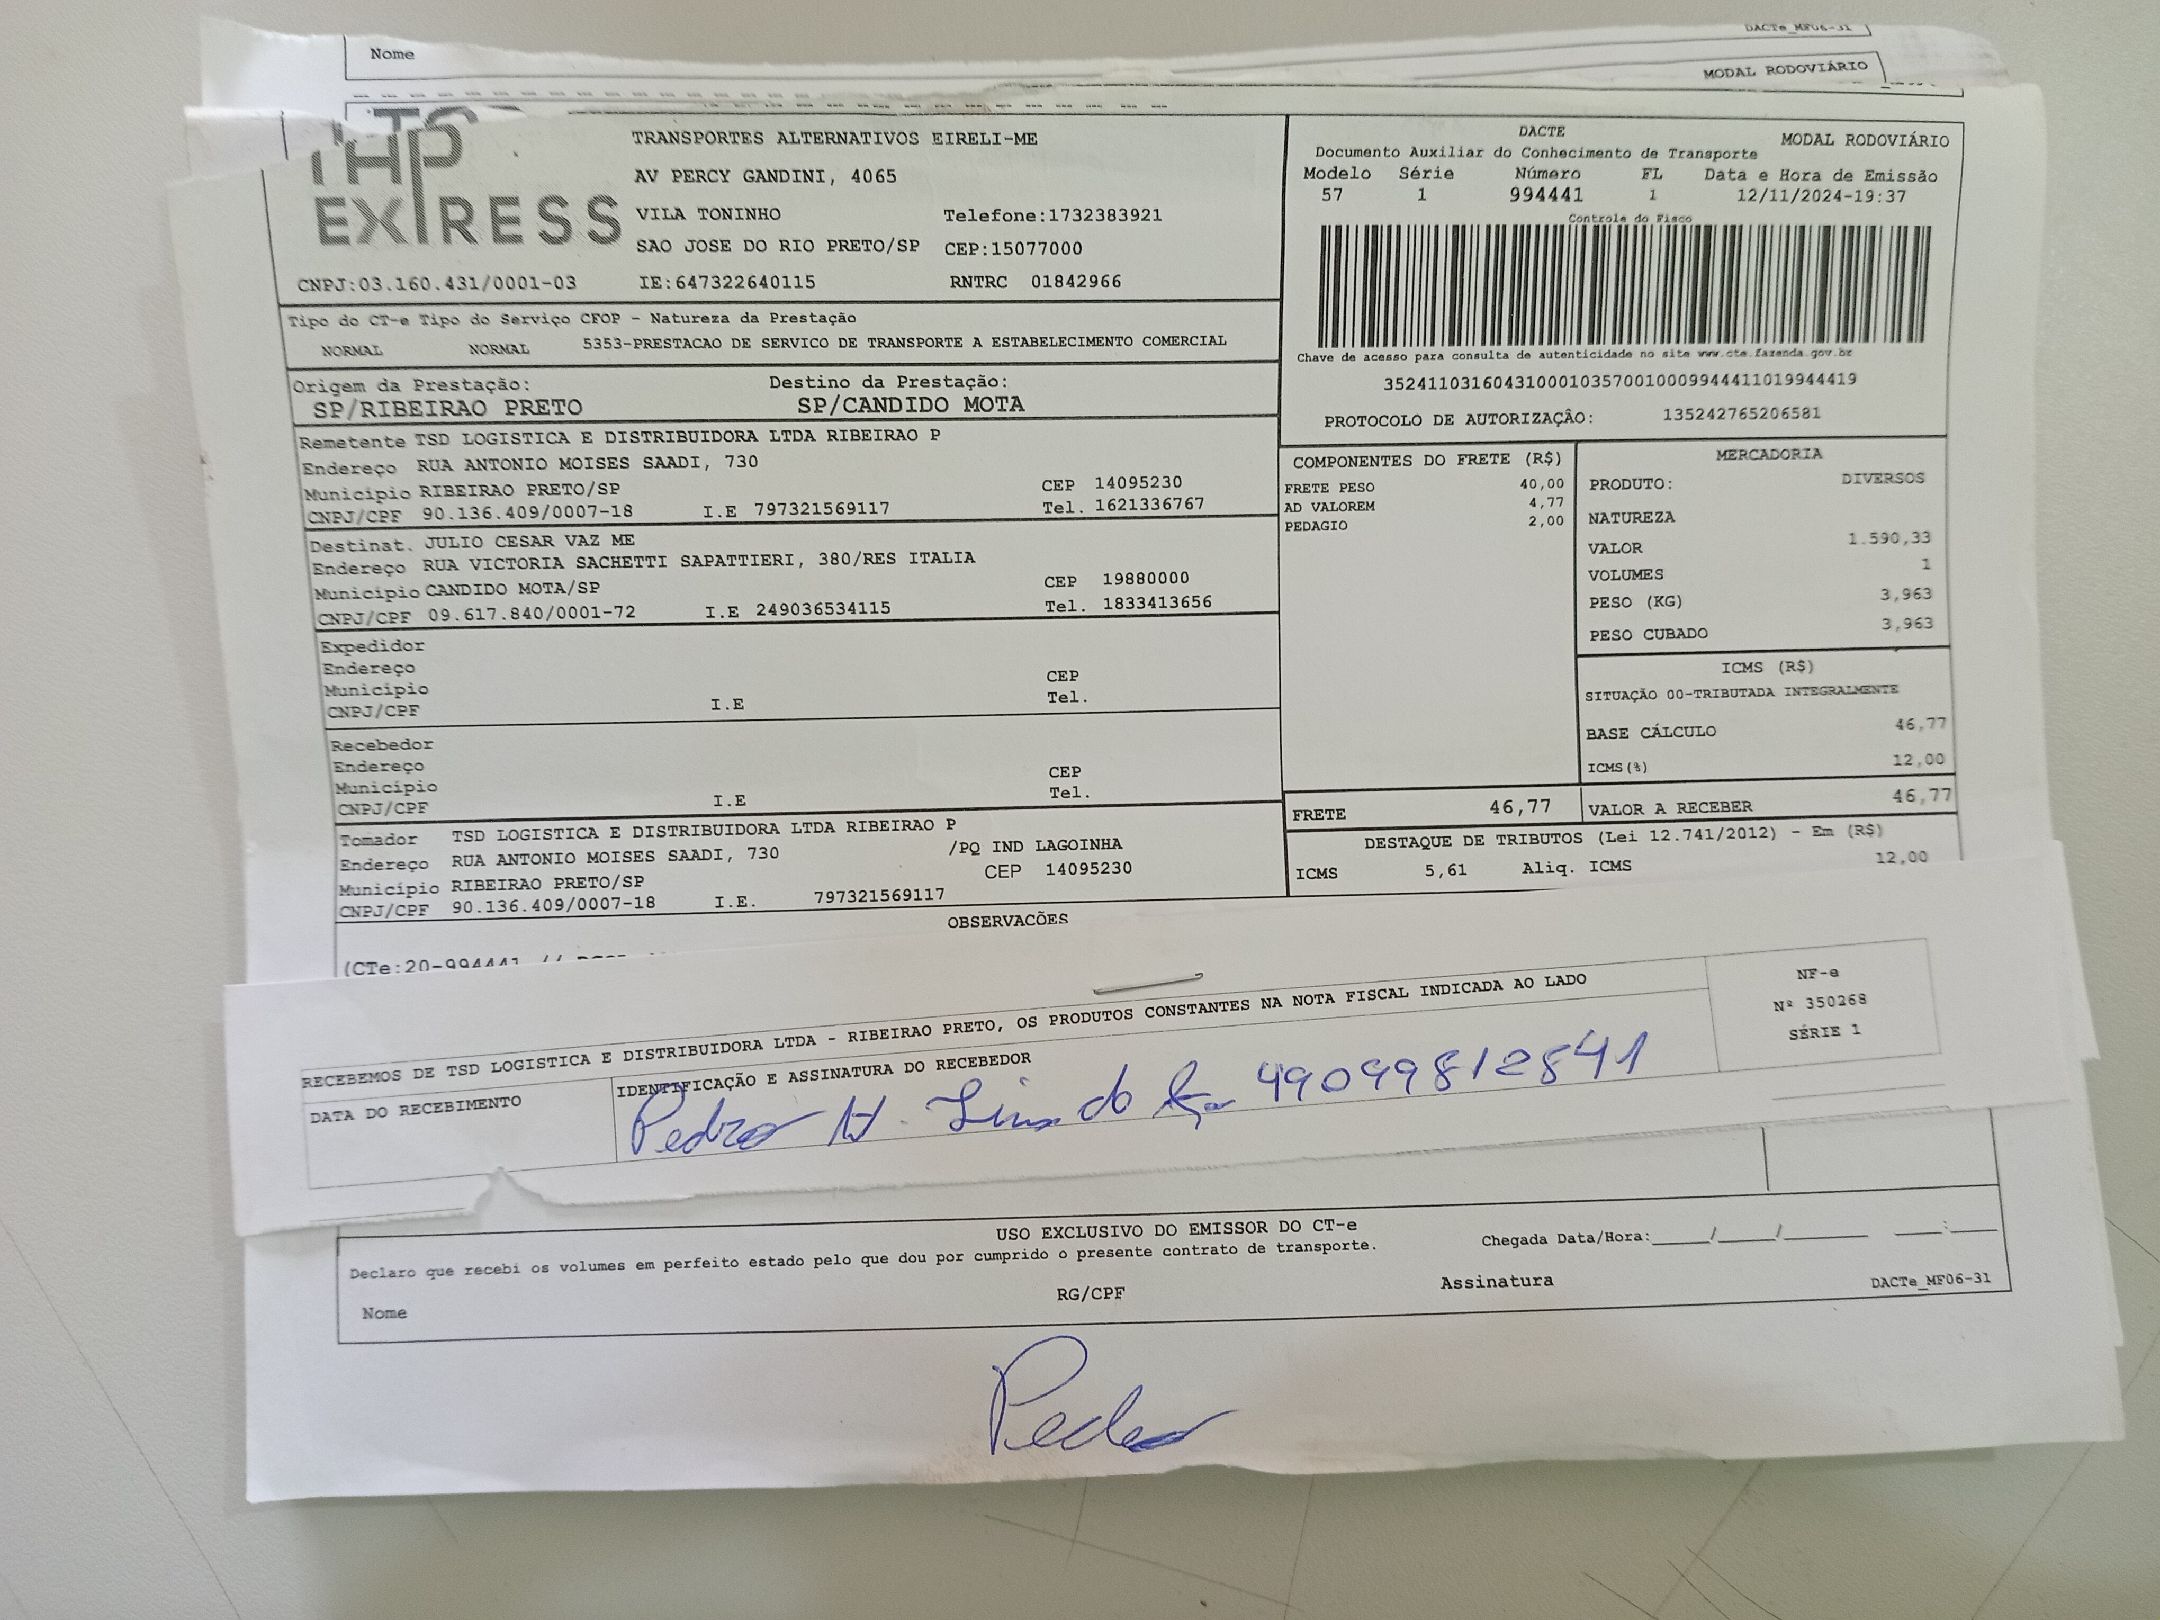 DACTe_MF06-31
Nome
MODAL RODOVIÁRIO
EXPRESS
TRANSPORTES ALTERNATIVOS EIRELI-ME
AV PERCY GANDINI, 4065
VILA TONINHO Telefone:1732383921
SAO JOSE DO RIO PRETO/SP CEP:15077000
CNPJ:03.160.431/0001-03 IE:647322640115 RNTRC 01842966
DACTE MODAL RODOVIÁRIO
Documento Auxiliar do Conhecimento de Transporte
Modelo Série Número FL Data e Hora de Emissão
57 1 994441 1 12/11/2024-19:37
Controle do Fisco
Chave de acesso para consulta de autenticidade no site www.cte.fazenda.gov.br
35241103160431000103570010009944411019944419
PROTOCOLO DE AUTORIZAÇÂO: 135242765206581
Tipo do CT-e Tipo do Serviço CFOP - Natureza da Prestação
NORMAL NORMAL 5353-PRESTACAO DE SERVICO DE TRANSPORTE A ESTABELECIMENTO COMERCIAL
Origem da Prestação: Destino da Prestação:
SP/RIBEIRAO PRETO SP/CANDIDO MOTA
Remetente TSD LOGISTICA E DISTRIBUIDORA LTDA RIBEIRAO P
Endereço RUA ANTONIO MOISES SAADI, 730
Município RIBEIRAO PRETO/SP CEP 14095230
CNPJ/CPF 90.136.409/0007-18 I.E 797321569117 Tel. 1621336767
Destinat. JULIO CESAR VAZ ME
Endereço RUA VICTORIA SACHETTI SAPATTIERI, 380/RES ITALIA
Município CANDIDO MOTA/SP CEP 19880000
CNPJ/CPF 09.617.840/0001-72 I.E 249036534115 Tel. 1833413656
Expedidor
Endereço
Município CEP
CNPJ/CPF I.E Tel.
Recebedor
Endereço
Município CEP
CNPJ/CPF I.E Tel.
Tomador TSD LOGISTICA E DISTRIBUIDORA LTDA RIBEIRAO P
Endereço RUA ANTONIO MOISES SAADI, 730 /PQ IND LAGOINHA
Município RIBEIRAO PRETO/SP CEP 14095230
CNPJ/CPF 90.136.409/0007-18 I.E. 797321569117
COMPONENTES DO FRETE (R$)
FRETE PESO 40,00
AD VALOREM 4,77
PEDAGIO 2,00
MERCADORIA
PRODUTO: DIVERSOS
NATUREZA
VALOR 1.590,33
VOLUMES 1
PESO (KG) 3,963
PESO CUBADO 3,963
ICMS (R$)
SITUAÇÃO 00-TRIBUTADA INTEGRALMENTE
BASE CÁLCULO 46,77
ICMS(%) 12,00
FRETE 46,77 VALOR A RECEBER 46,77
DESTAQUE DE TRIBUTOS (Lei 12.741/2012) - Em (R$)
ICMS 5,61 Aliq. ICMS 12,00
OBSERVACÕES
(CTe:20-994441 //
RECEBEMOS DE TSD LOGISTICA E DISTRIBUIDORA LTDA - RIBEIRAO PRETO, OS PRODUTOS CONSTANTES NA NOTA FISCAL INDICADA AO LADO
DATA DO RECEBIMENTO IDENTIFICAÇÃO E ASSINATURA DO RECEBEDOR
Pedro H. 49099812841
NF-e
Nº 350268
SÉRIE 1
USO EXCLUSIVO DO EMISSOR DO CT-e
Declaro que recebi os volumes em perfeito estado pelo que dou por cumprido o presente contrato de transporte. Chegada Data/Hora:_____/_____/_______ ____:____
Nome RG/CPF Assinatura DACTe_MF06-31
Pedro